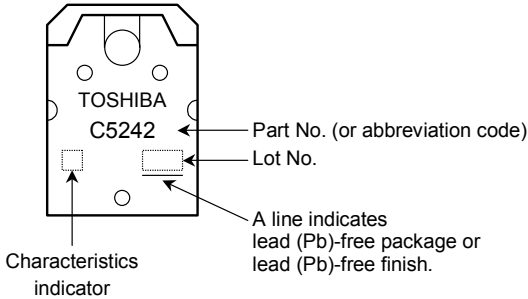 TOSHIBA
C5242
Part No. (or abbreviation code)
Lot No.
A line indicates
lead (Pb)-free package or
lead (Pb)-free finish.
Characteristics
indicator